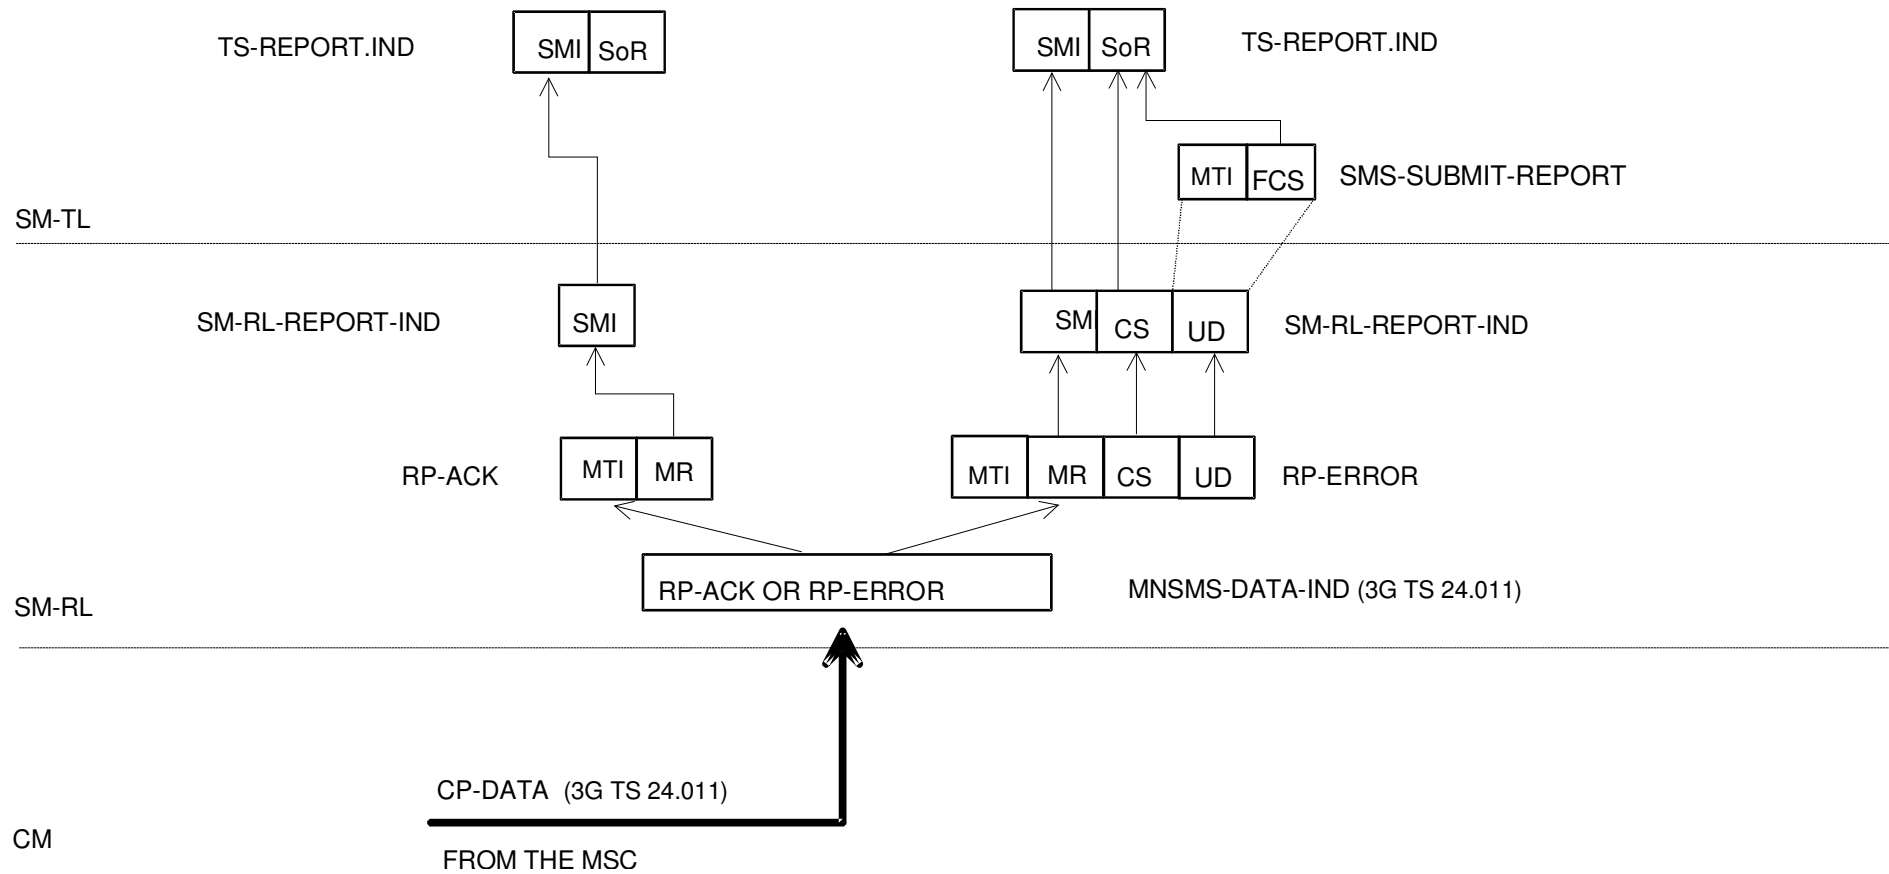 TS-REPORT.IND SMI SoR SMI SoR TS-REPORT.IND
MTI FCS SMS-SUBMIT-REPORT
SM-TL
SM-RL-REPORT-IND SMI SMI CS UD SM-RL-REPORT-IND
RP-ACK MTI MR MTI MR CS UD RP-ERROR
RP-ACK OR RP-ERROR MNSMS-DATA-IND (3G TS 24.011)
SM-RL
CP-DATA (3G TS 24.011)
CM
FROM THE MSC